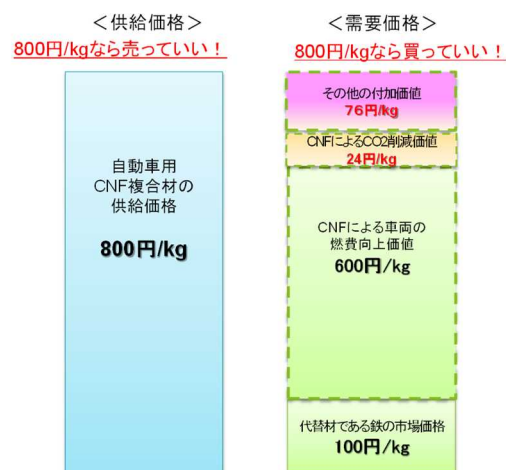 ＜供給価格＞
800円/kgなら売っていい！
自動車用
CNF複合材の
供給価格
800円/kg
＜需要価格＞
800円/kgなら買っていい！
その他の付加価値
76円/kg
CNFによるCO2削減価値
24円/kg
CNFによる車両の
燃費向上価値
600円/kg
代替材である鉄の市場価格
100円/kg